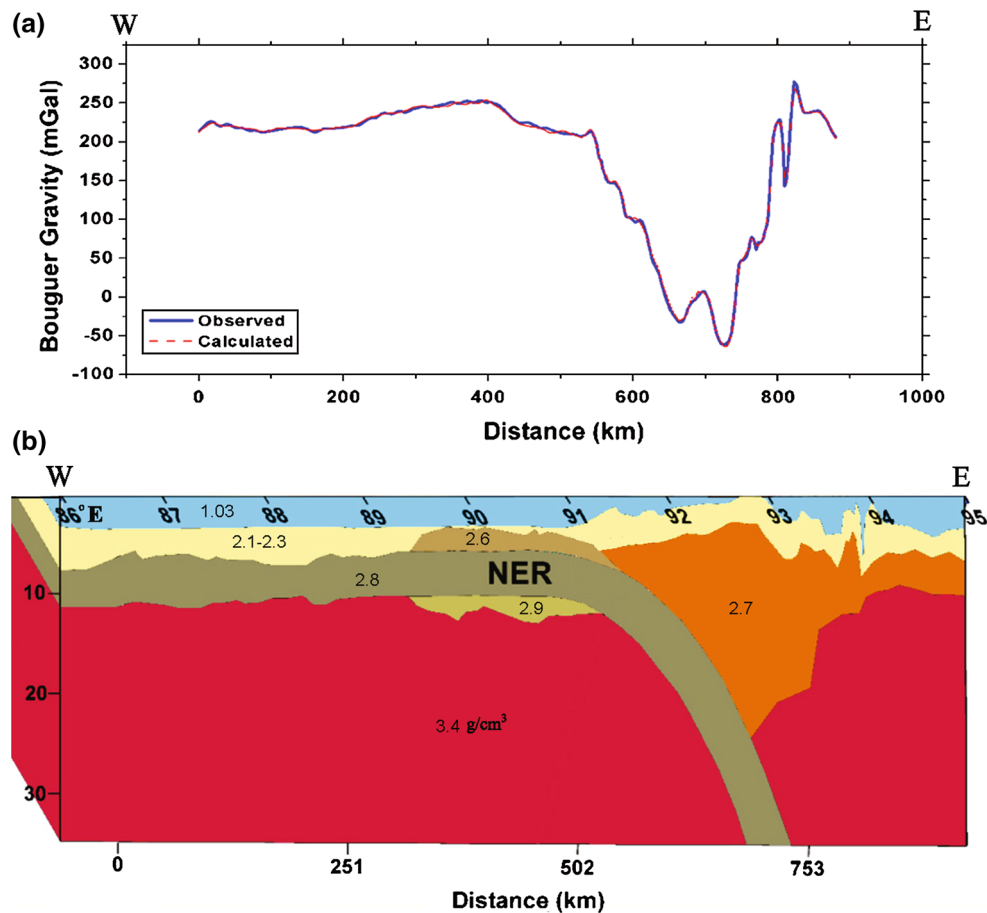 (a)
W
E
Bouguer Gravity (mGal)
300
250
200
150
100
50
0
-50
-100
Observed
Calculated
0
200
400
600
800
1000
Distance (km)
(b)
W
E
86°E 87 88 89 90 91 92 93 94 95
1.03
2.1-2.3
2.6
2.8
NER
2.9
2.7
3.4 g/cm³
10
20
30
0
251
502
753
Distance (km)